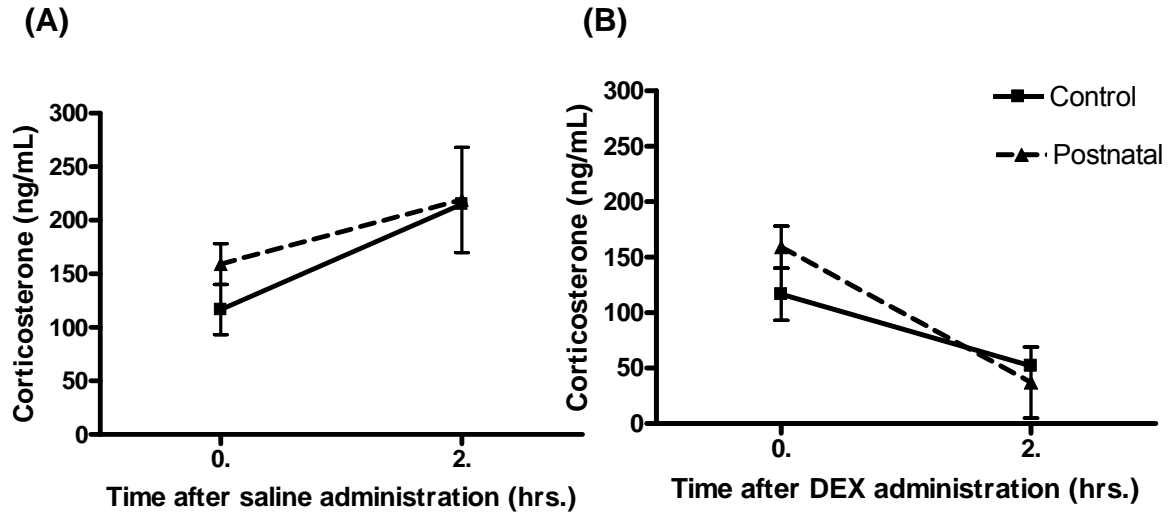 (A)
Corticosterone (ng/mL)
300
250
200
150
100
50
0
0.
2.
Time after saline administration (hrs.)
(B)
Corticosterone (ng/mL)
300
250
200
150
100
50
0
0.
2.
Time after DEX administration (hrs.)
Control
Postnatal